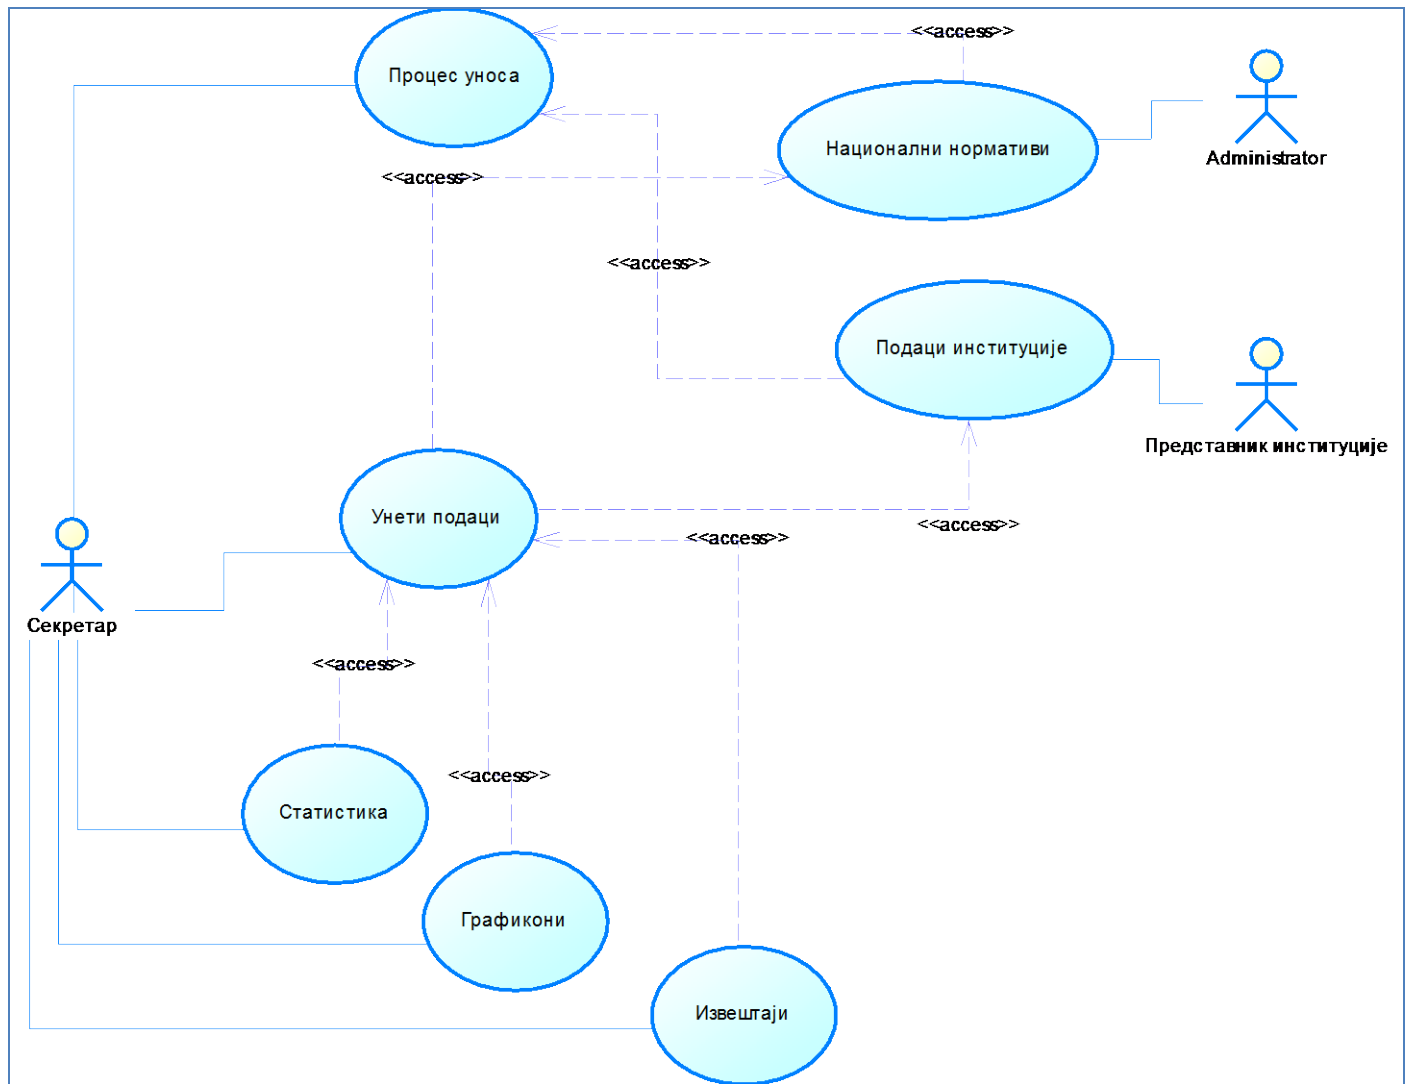 <<access>>
Процес уноса
Национални нормативи
Administrator
<<access>>
<<access>>
Подаци институције
Представник институције
Унети подаци
<<access>>
<<access>>
Секретар
<<access>>
<<access>>
Статистика
Графикони
Извештаји